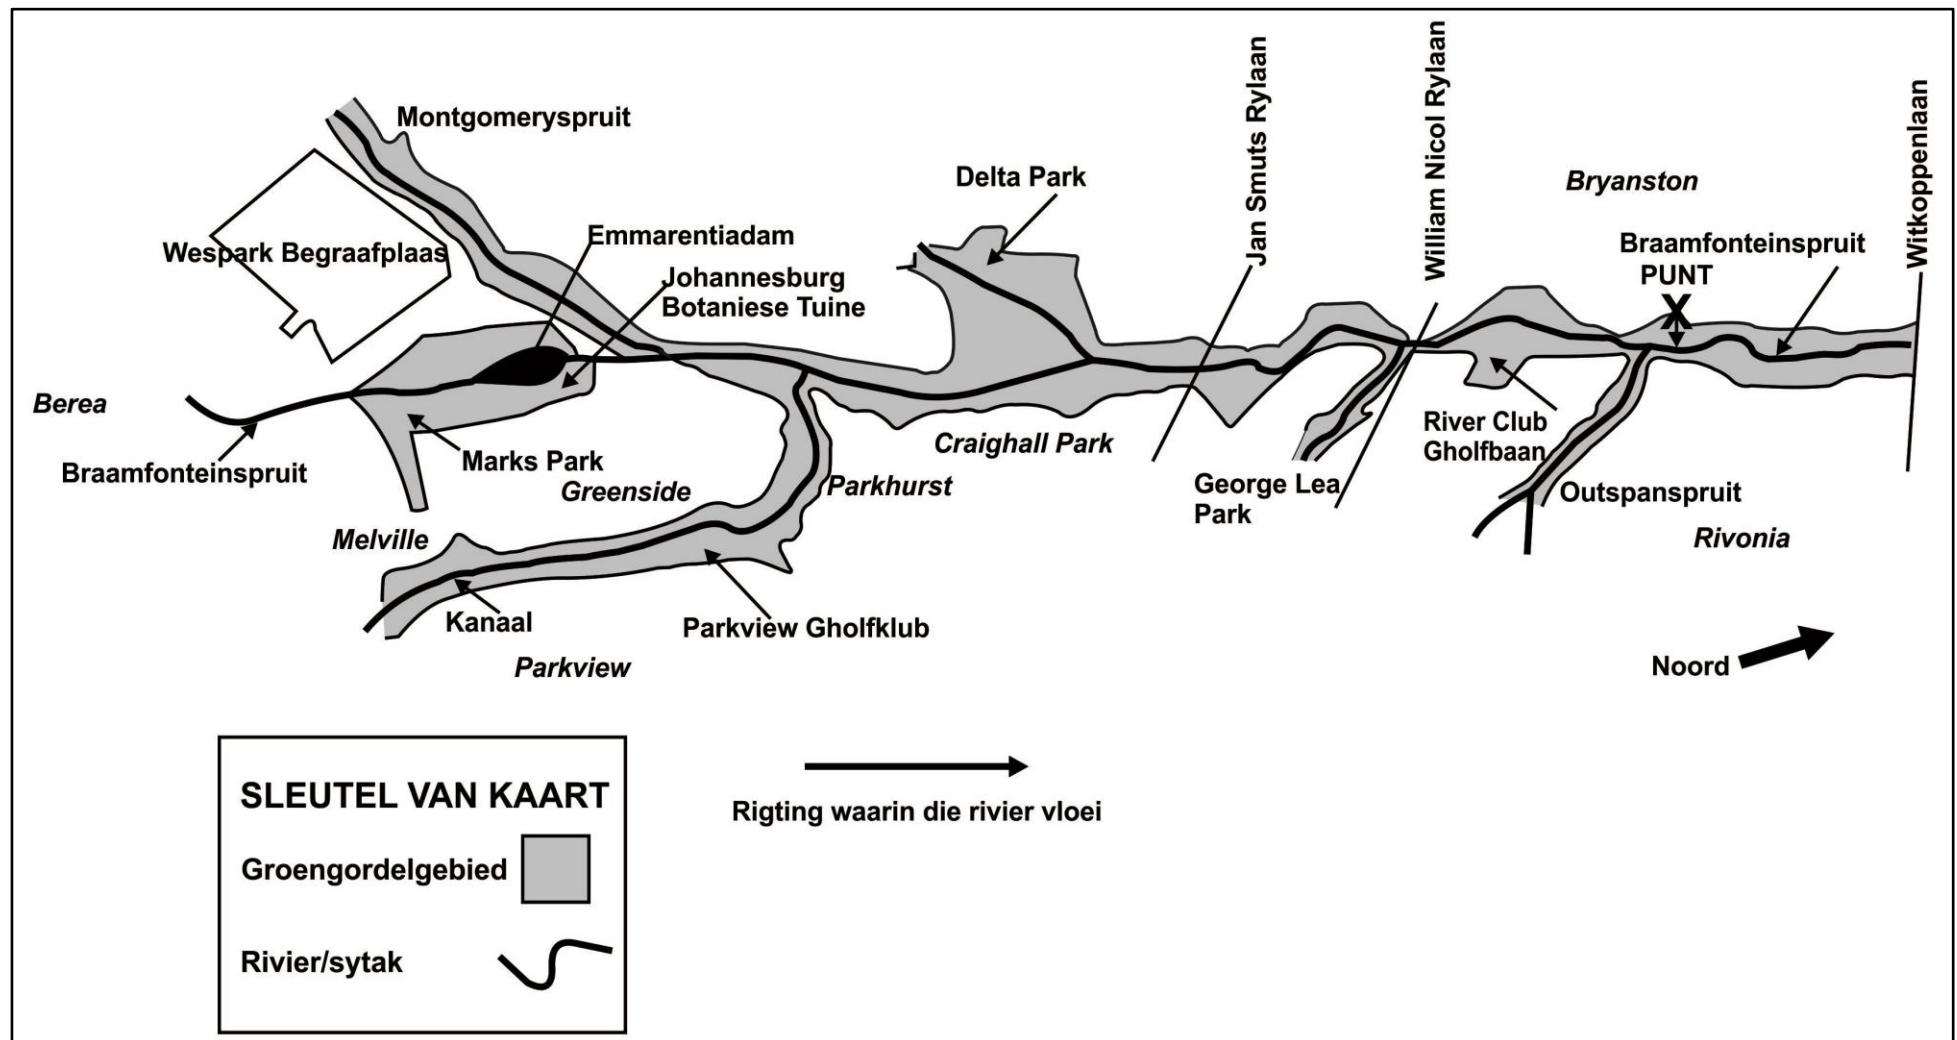 Montgomeryspruit
Wespark Begraafplaas
Emmarentiadam
Johannesburg
Botaniese Tuine
Delta Park
Jan Smuts Rylaan
William Nicol Rylaan
Bryanston
Braamfonteinspruit
PUNT
X
Witkoppenlaan
Berea
Braamfonteinspruit
Marks Park
Greenside
Melville
Parkhurst
Craighall Park
George Lea
Park
River Club
Gholfbaan
Outspanspruit
Rivonia
Kanaal
Parkview Gholfklub
Parkview
Noord
SLEUTEL VAN KAART
Groengordelgebied
Rivier/sytak
Rigting waarin die rivier vloei